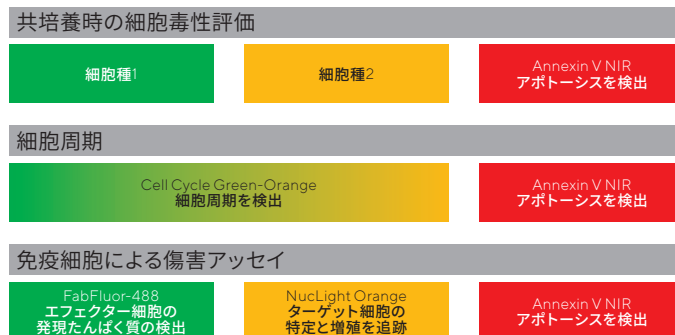 共培養時の細胞毒性評価
細胞種1
細胞種2
Annexin V NIR
アポトーシスを検出
細胞周期
Cell Cycle Green-Orange
細胞周期を検出
Annexin V NIR
アポトーシスを検出
免疫細胞による傷害アッセイ
FabFluor-488
エフェクター細胞の
発現たんぱく質の検出
NucLight Orange
ターゲット細胞の
特定と増殖を追跡
Annexin V NIR
アポトーシスを検出